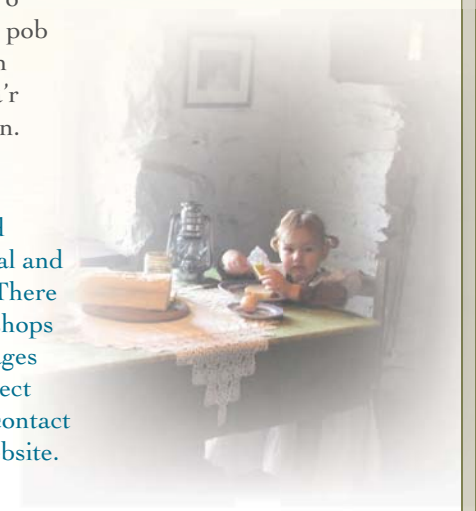 pob
n
'r
n.
d
al and
There
hops
ges
ect
contact
bsite.